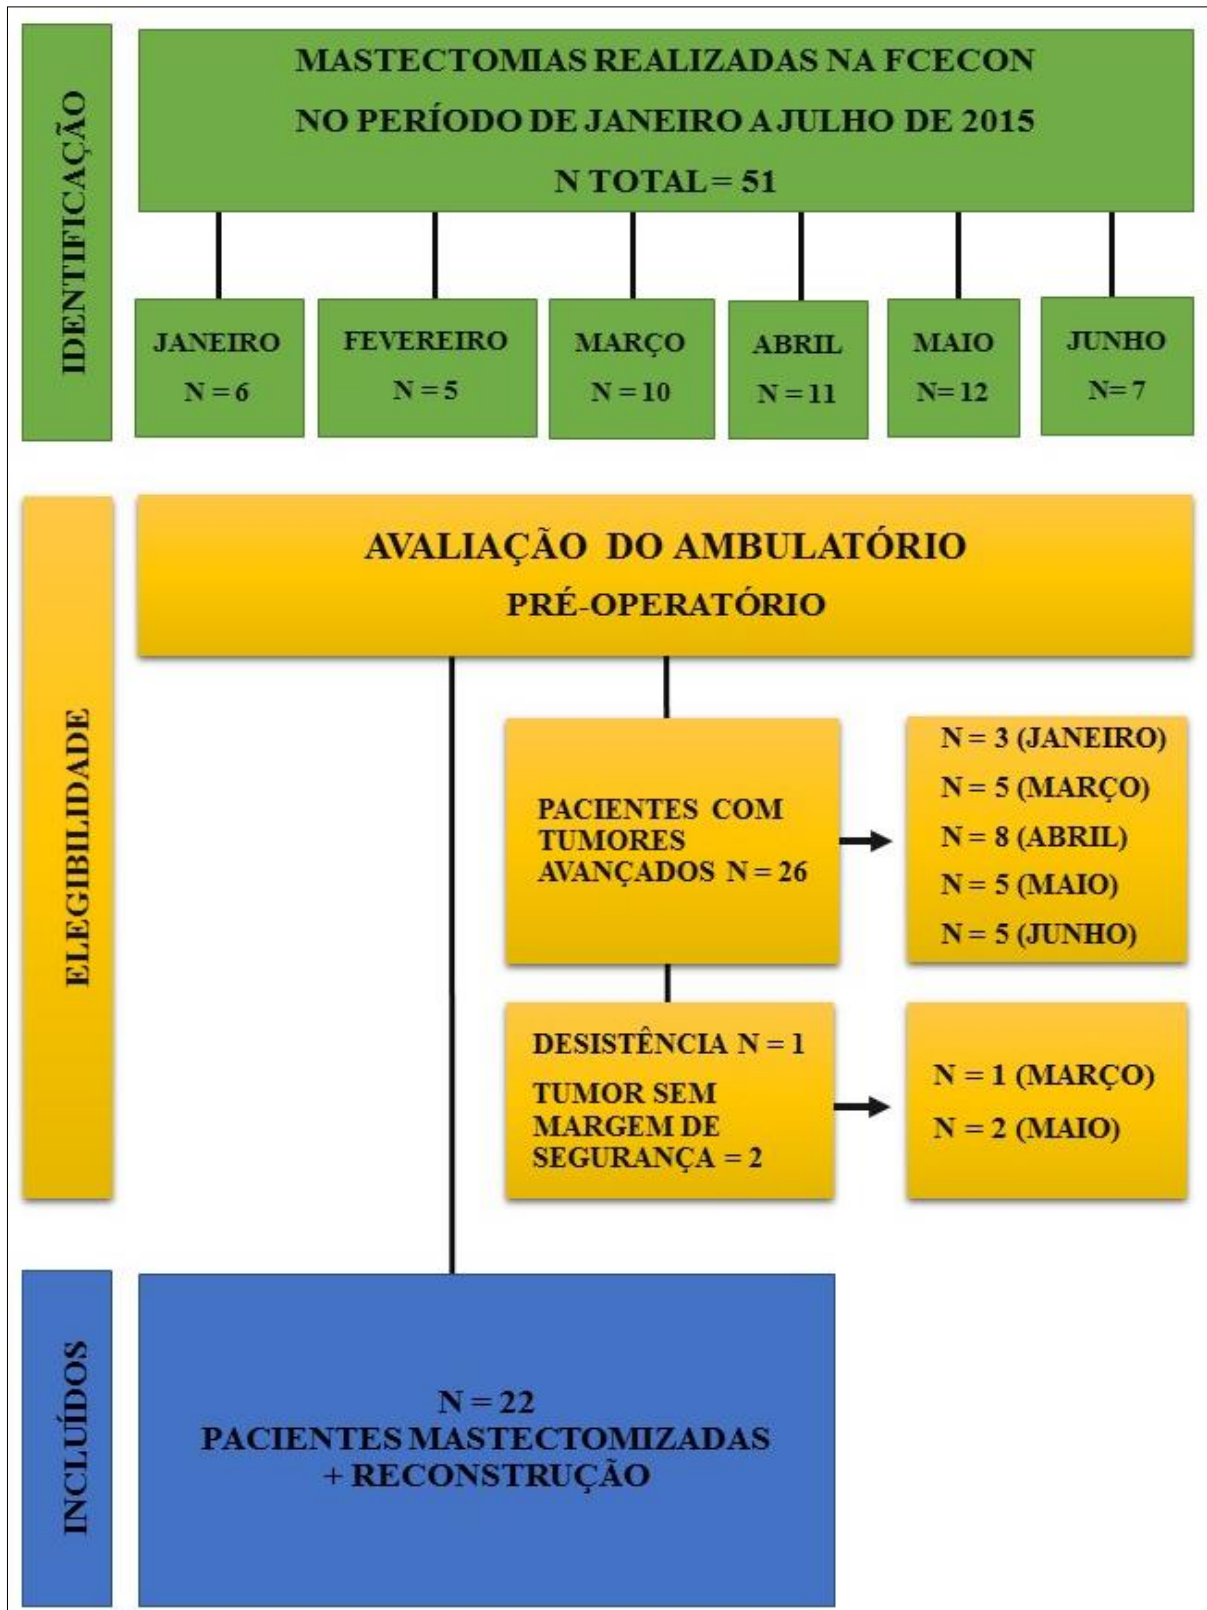 IDENTIFICAÇÃO
MASTECTOMIAS REALIZADAS NA FCECON
NO PERÍODO DE JANEIRO A JULHO DE 2015
N TOTAL = 51
JANEIRO
N = 6
FEVEREIRO
N = 5
MARÇO
N = 10
ABRIL
N = 11
MAIO
N= 12
JUNHO
N= 7
ELEGIBILIDADE
AVALIAÇÃO DO AMBULATÓRIO
PRÉ-OPERATÓRIO
PACIENTES COM
TUMORES
AVANÇADOS N = 26
N = 3 (JANEIRO)
N = 5 (MARÇO)
N = 8 (ABRIL)
N = 5 (MAIO)
N = 5 (JUNHO)
DESISTÊNCIA N = 1
TUMOR SEM
MARGEM DE
SEGURANÇA = 2
N = 1 (MARÇO)
N = 2 (MAIO)
INCLUÍDOS
N = 22
PACIENTES MASTECTOMIZADAS
+ RECONSTRUÇÃO